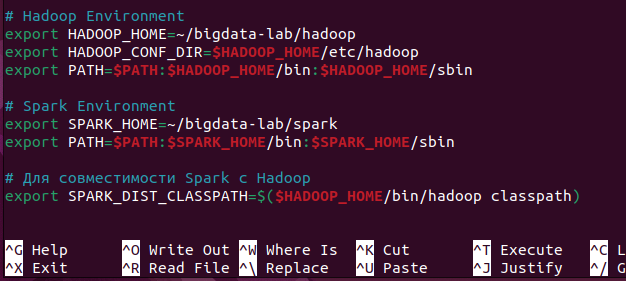 # Hadoop Environment
export HADOOP_HOME=~/bigdata-lab/hadoop
export HADOOP_CONF_DIR=$HADOOP_HOME/etc/hadoop
export PATH=$PATH:$HADOOP_HOME/bin:$HADOOP_HOME/sbin
# Spark Environment
export SPARK_HOME=~/bigdata-lab/spark
export PATH=$PATH:$SPARK_HOME/bin:$SPARK_HOME/sbin
# Для совместимости Spark с Hadoop
export SPARK_DIST_CLASSPATH=$($HADOOP_HOME/bin/hadoop classpath)
^G Help ^O Write Out ^W Where Is ^K Cut ^T Execute ^C L
^X Exit ^R Read File ^\ Replace ^U Paste ^J Justify ^/ G